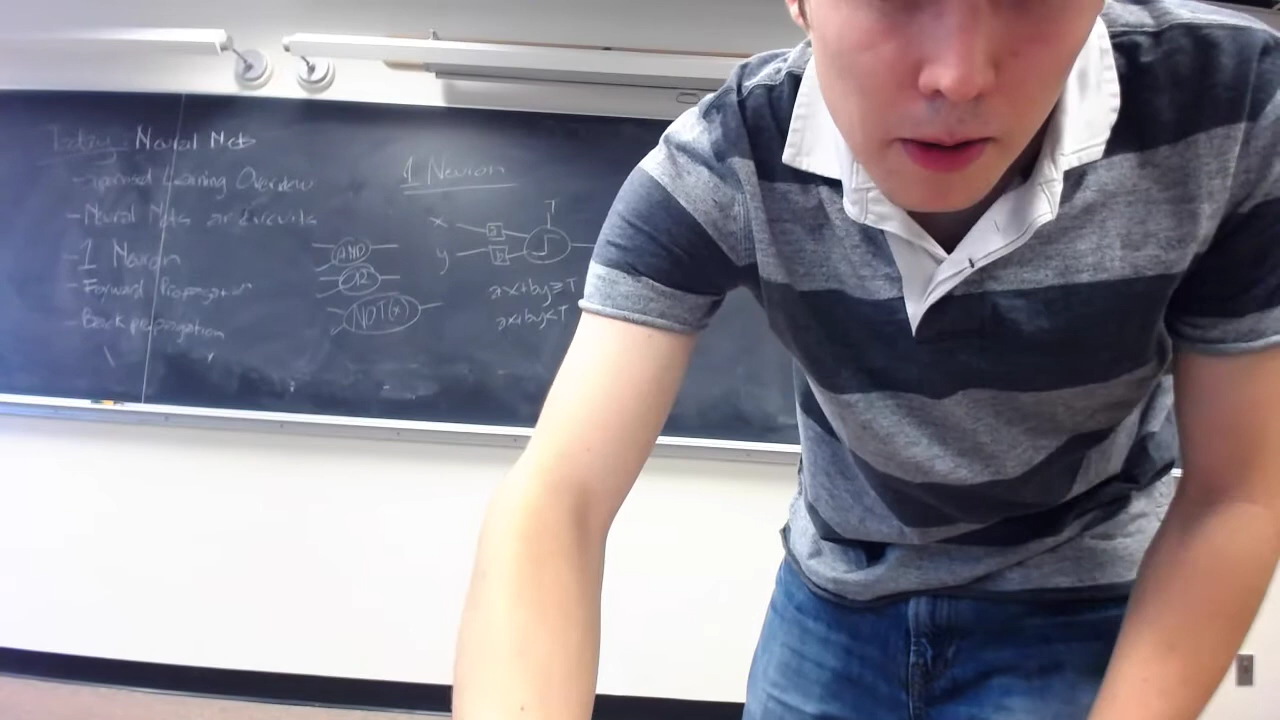 Today: Neural Nets
- Supervised Learning Overview
- Neural Nets or circuits
- 1 Neuron
- Forward Propagation
- Back propagation
AND
OR
NOT(x)
1 Neuron
T
x a
y b
ax+by≥T
ax+by<T